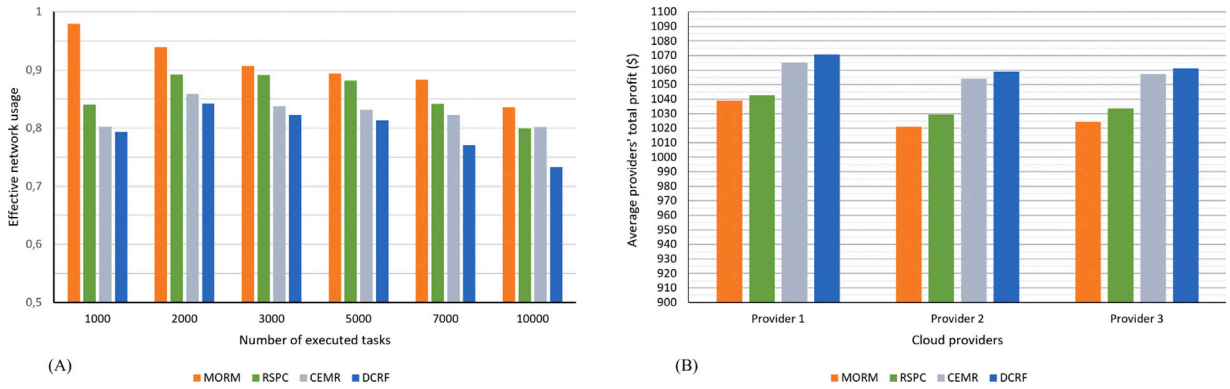 1
0,9
0,8
0,7
0,6
0,5
Effective network usage
1000 2000 3000 5000 7000 10000
Number of executed tasks
(A)
MORM RSPC CEMR DCRF
1100
1090
1080
1070
1060
1050
1040
1030
1020
1010
1000
990
980
970
960
950
940
930
920
910
900
Average providers' total profit ($)
Provider 1 Provider 2 Provider 3
Cloud providers
(B)
MORM RSPC CEMR DCRF